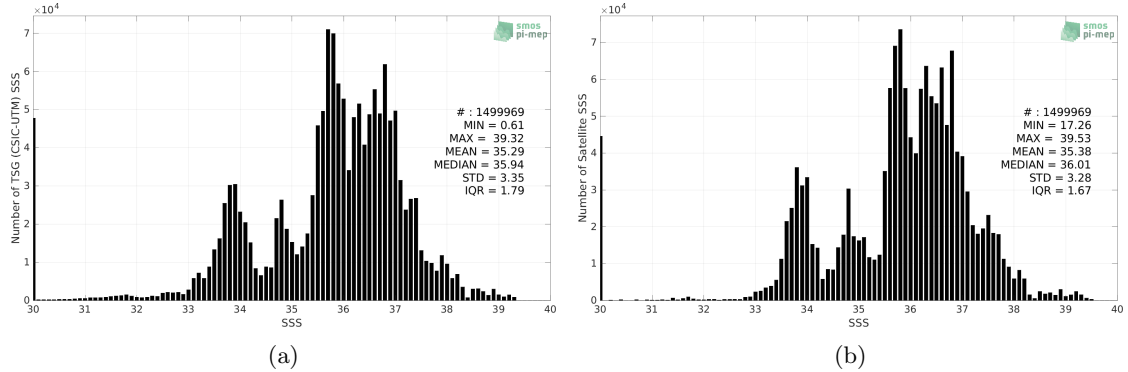 ×10⁴
smos
pi-mep
Number of TSG (CSIC-UTM) SSS
7
6
5
4
3
2
1
0
# : 1499969
MIN = 0.61
MAX = 39.32
MEAN = 35.29
MEDIAN = 35.94
STD = 3.35
IQR = 1.79
30 31 32 33 34 35 36 37 38 39 40
SSS
(a)
×10⁴
smos
pi-mep
Number of Satellite SSS
7
6
5
4
3
2
1
0
# : 1499969
MIN = 17.26
MAX = 39.53
MEAN = 35.38
MEDIAN = 36.01
STD = 3.28
IQR = 1.67
30 31 32 33 34 35 36 37 38 39 40
SSS
(b)